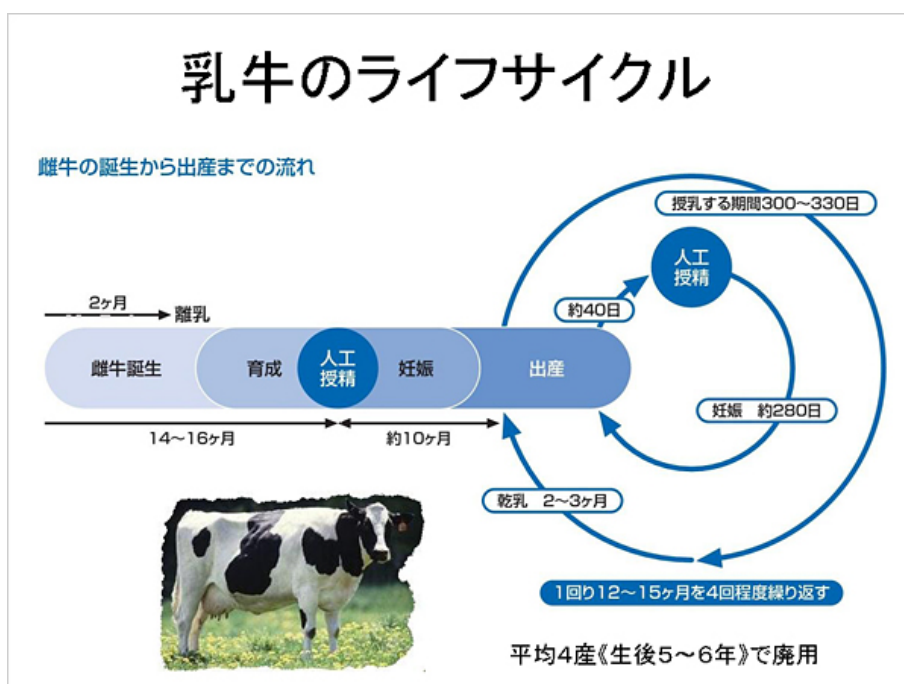 乳牛のライフサイクル
雌牛の誕生から出産までの流れ
授乳する期間300～330日
人工
授精
約40日
2ヶ月
離乳
雌牛誕生
育成
人工
授精
妊娠
出産
妊娠 約280日
14～16ヶ月
約10ヶ月
乾乳 2～3ヶ月
1回り12～15ヶ月を4回程度繰り返す
平均4産《生後5～6年》で廃用